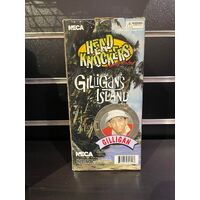 NECA
HEAD
KNOCKERS
GILLIGAN'S
ISLAND
GILLIGAN
NECA